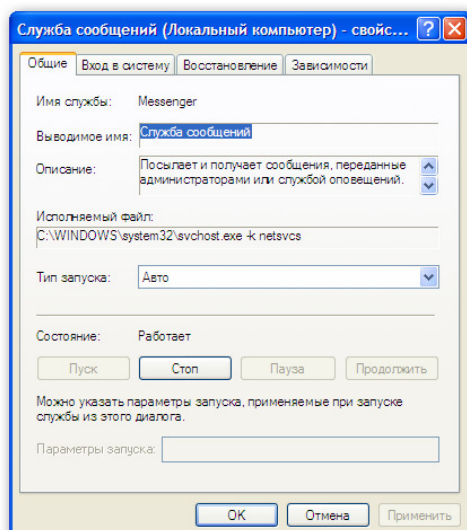 Служба сообщений (Локальный компьютер) - свойс...
Общие Вход в систему Восстановление Зависимости
Имя службы: Messenger
Выводимое имя: Служба сообщений
Описание: Посылает и получает сообщения, переданные
администраторами или службой оповещений.
Исполняемый файл:
C:\WINDOWS\system32\svchost.exe -k netsvcs
Тип запуска: Авто
Состояние: Работает
Пуск Стоп Пауза Продолжить
Можно указать параметры запуска, применяемые при запуске
службы из этого диалога.
Параметры запуска:
OK Отмена Применить